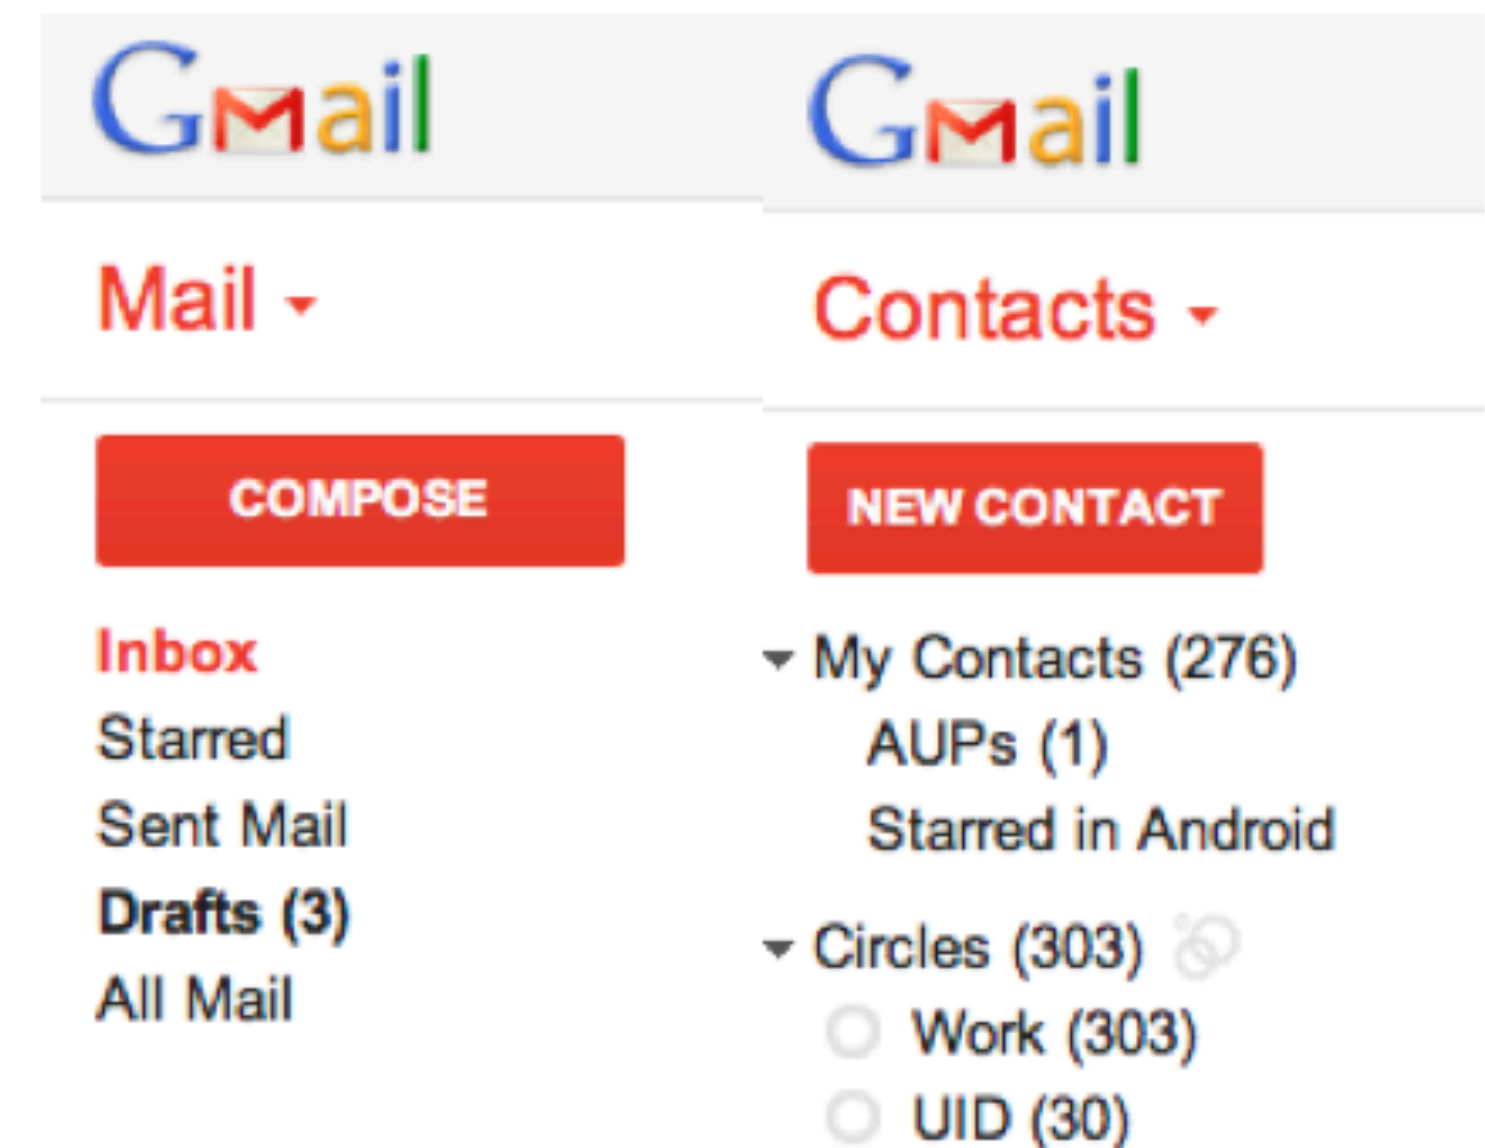 Gmail
Mail
COMPOSE
Inbox
Starred
Sent Mail
Drafts (3)
All Mail
Gmail
Contacts
NEW CONTACT
My Contacts (276)
AUPs (1)
Starred in Android
Circles (303)
Work (303)
UID (30)